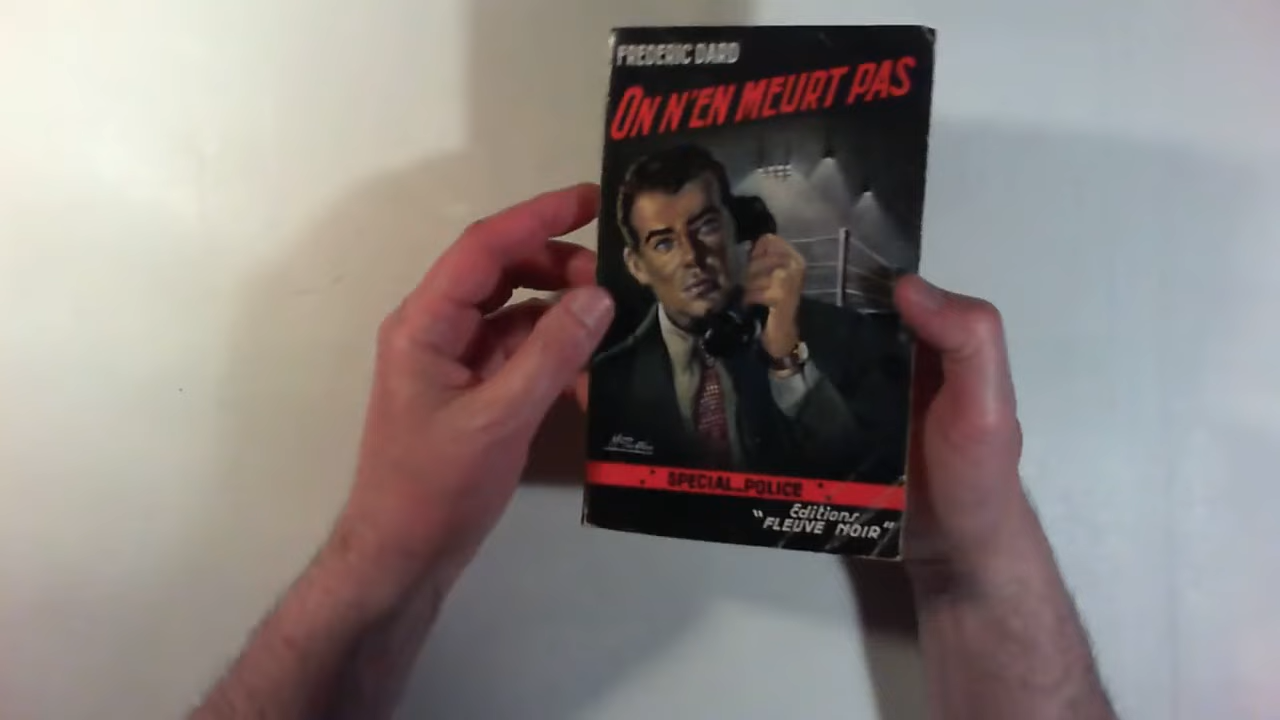 FREDERIC DARD
ON N'EN MEURT PAS
SPECIAL-POLICE
Editions
"FLEUVE NOIR"